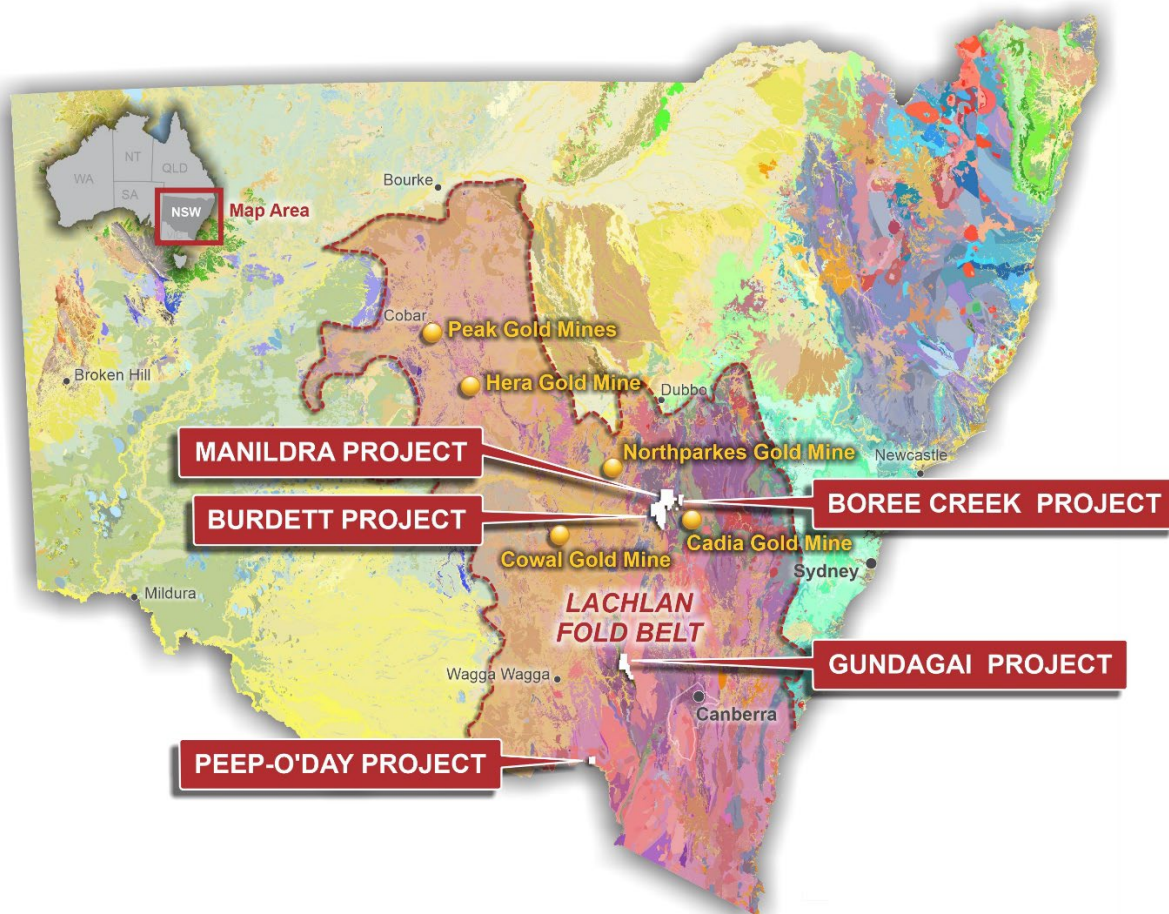 NT
QLD
WA
SA
NSW
Map Area
Bourke
Cobar
Peak Gold Mines
Hera Gold Mine
Broken Hill
Dubbo
MANILDRA PROJECT
Northparkes Gold Mine
Newcastle
BURDETT PROJECT
BOREE CREEK PROJECT
Cadia Gold Mine
Cowal Gold Mine
Sydney
Mildura
LACHLAN
FOLD BELT
GUNDAGAI PROJECT
Wagga Wagga
Canberra
PEEP-O'DAY PROJECT